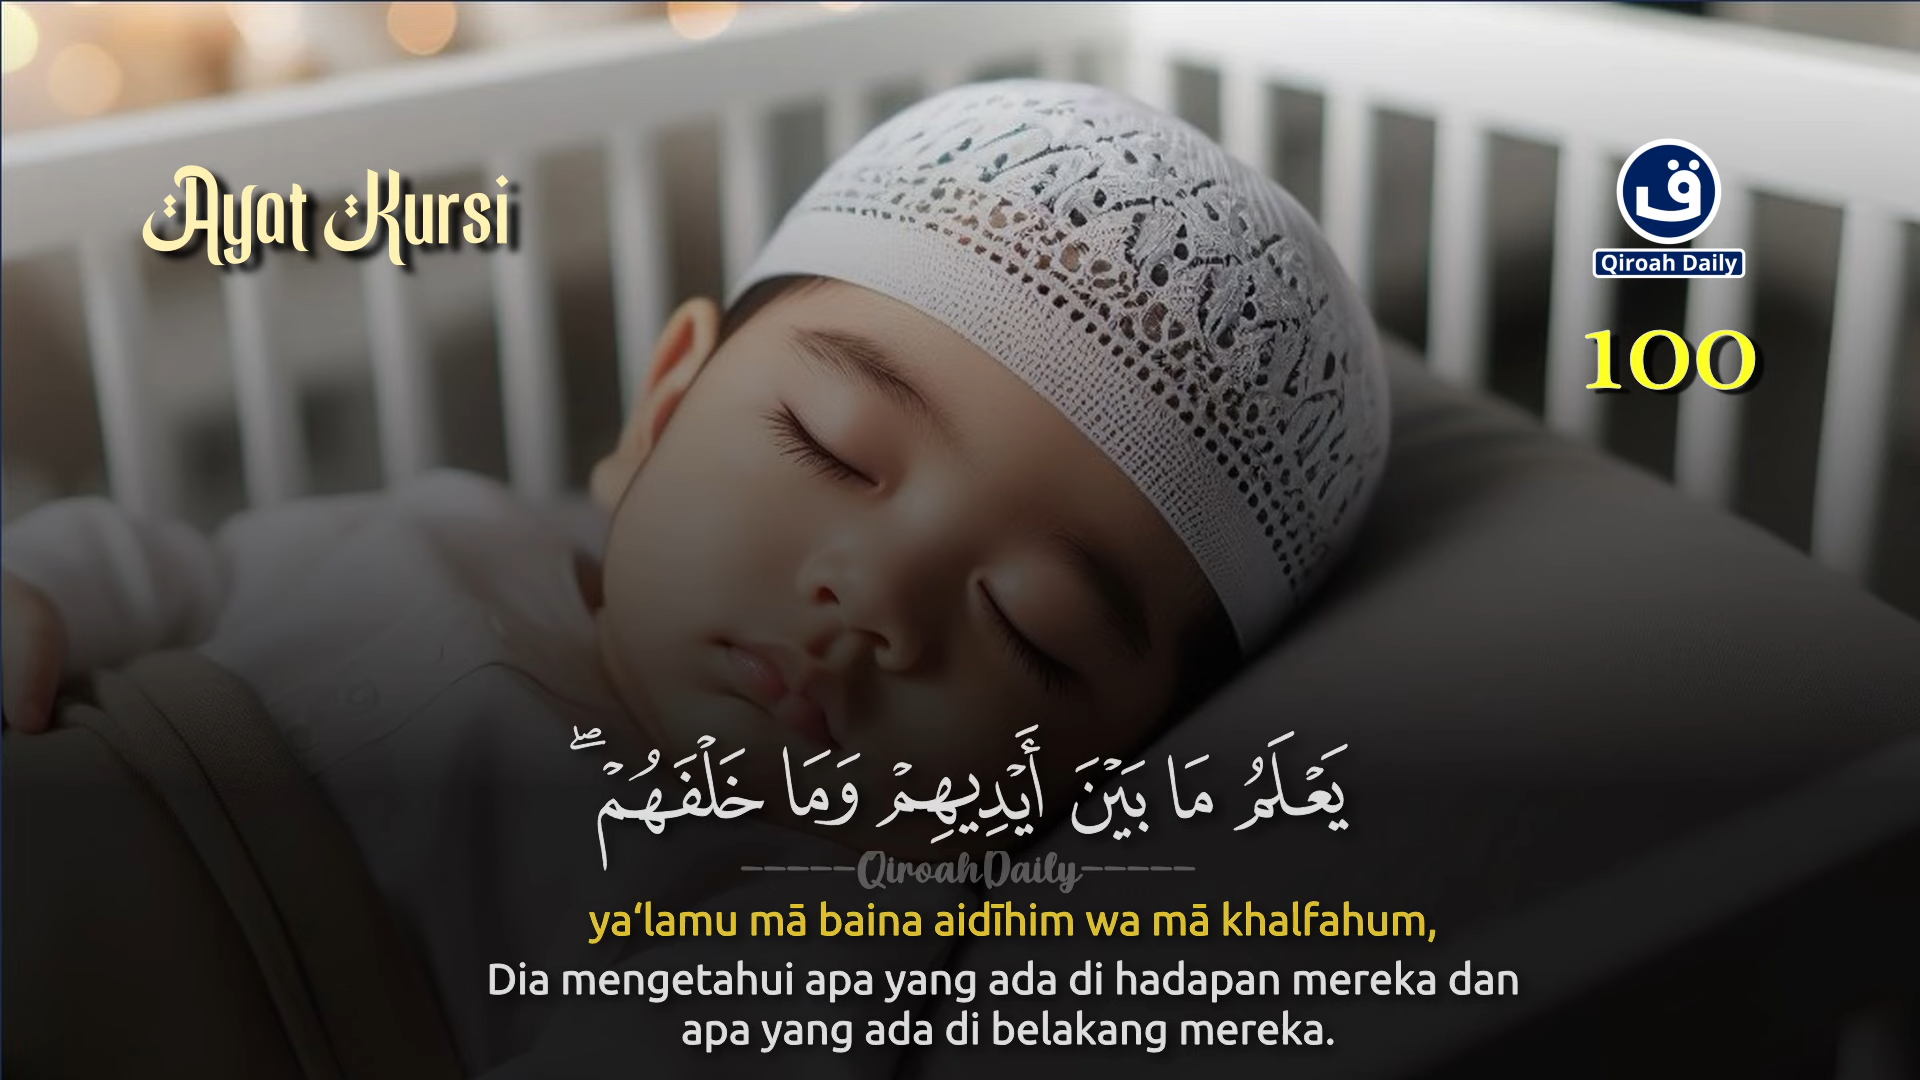 Ayat Kursi
ق
Qiroah Daily
100
يَعْلَمُ مَا بَيْنَ أَيْدِيهِمْ وَمَا خَلْفَهُمْ ۖ
-----QiroahDaily-----
ya‘lamu mā baina aidīhim wa mā khalfahum,
Dia mengetahui apa yang ada di hadapan mereka dan
apa yang ada di belakang mereka.